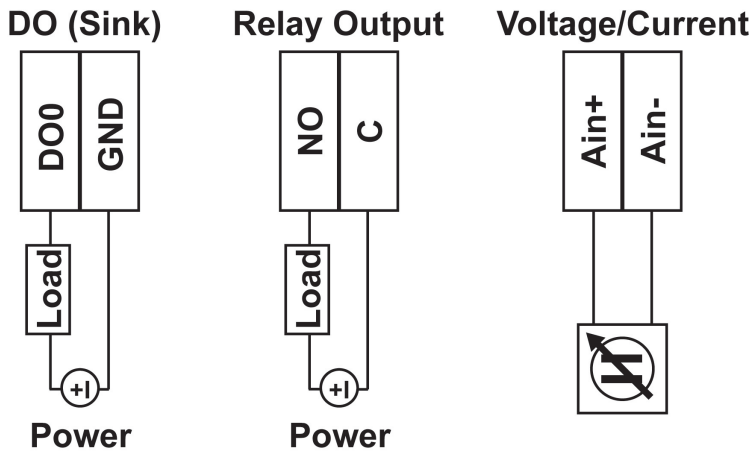 DO (Sink)
Relay Output
Voltage/Current
DO0
GND
NO
C
Ain+
Ain-
Load
Load
+I
+I
Power
Power